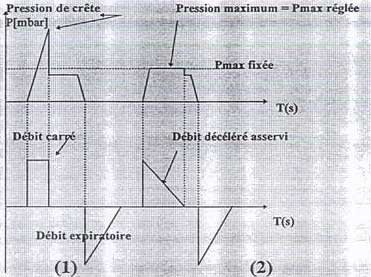 Pression de crête
Pression maximum = Pmax réglée
P[mbar]
Pmax fixée
T(s)
Débit carré
Débit décéléré asservi
T(s)
Débit expiratoire
(1)
(2)